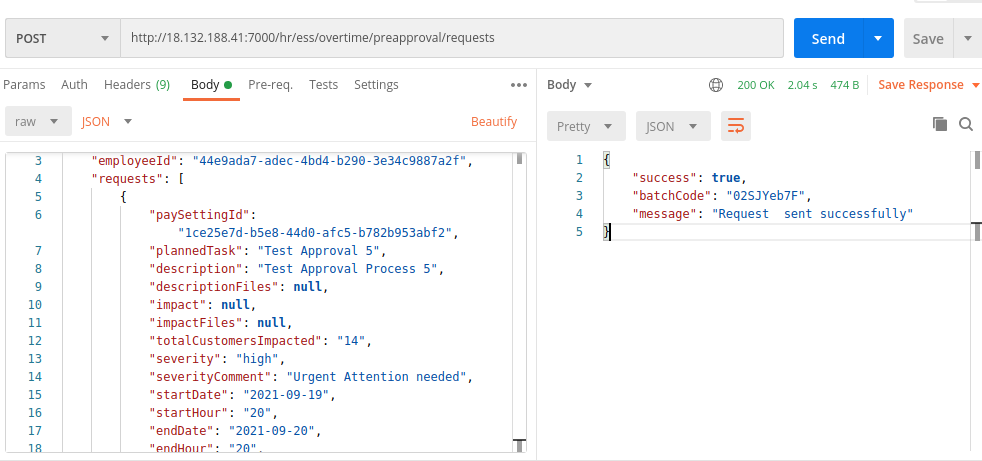 POST http://18.132.188.41:7000/hr/ess/overtime/preapproval/requests Send Save
Params Auth Headers (9) Body Pre-req. Tests Settings
raw JSON Beautify
3 "employeeId": "44e9ada7-adec-4bd4-b290-3e34c9887a2f",
4 "requests": [
5 {
6 "paySettingId":
"1ce25e7d-b5e8-44d0-afc5-b782b953abf2",
7 "plannedTask": "Test Approval 5",
8 "description": "Test Approval Process 5",
9 "descriptionFiles": null,
10 "impact": null,
11 "impactFiles": null,
12 "totalCustomersImpacted": "14",
13 "severity": "high",
14 "severityComment": "Urgent Attention needed",
15 "startDate": "2021-09-19",
16 "startHour": "20",
17 "endDate": "2021-09-20",
18 "endHour": "20",
Body 200 OK 2.04 s 474 B Save Response
Pretty JSON
1 {
2 "success": true,
3 "batchCode": "02SJYeb7F",
4 "message": "Request  sent successfully"
5 }